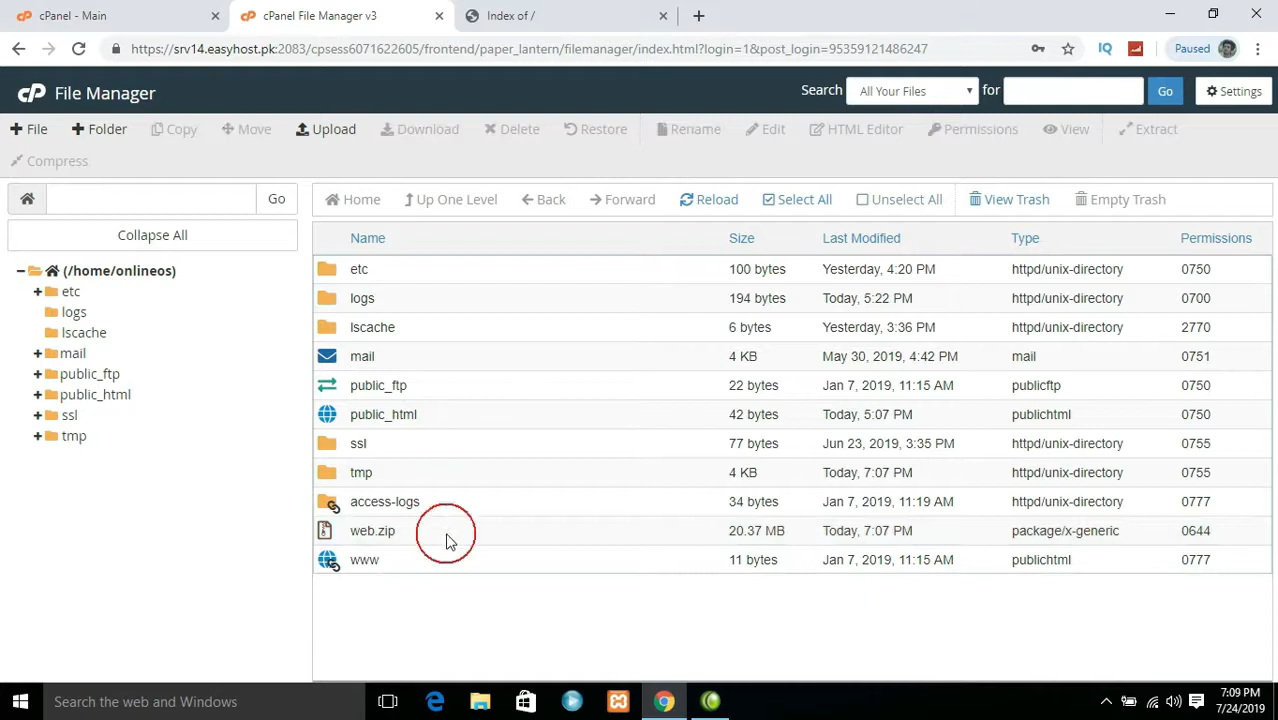 cPanel - Main
cPanel File Manager v3
Index of /
https://srv14.easyhost.pk:2083/cpsess6071622605/frontend/paper_lantern/filemanager/index.html?login=1&post_login=95359121486247
IQ
Paused
cP File Manager
Search All Your Files for Go Settings
File Folder Copy Move Upload Download Delete Restore Rename Edit HTML Editor Permissions View Extract
Compress
Go
Home Up One Level Back Forward Reload Select All Unselect All View Trash Empty Trash
Collapse All
(/home/onlineos)
etc
logs
lscache
mail
public_ftp
public_html
ssl
tmp
Name Size Last Modified Type Permissions
etc 100 bytes Yesterday, 4:20 PM httpd/unix-directory 0750
logs 194 bytes Today, 5:22 PM httpd/unix-directory 0700
lscache 6 bytes Yesterday, 3:36 PM httpd/unix-directory 2770
mail 4 KB May 30, 2019, 4:42 PM mail 0751
public_ftp 22 bytes Jan 7, 2019, 11:15 AM publicftp 0750
public_html 42 bytes Today, 5:07 PM publichtml 0750
ssl 77 bytes Jun 23, 2019, 3:35 PM httpd/unix-directory 0755
tmp 4 KB Today, 7:07 PM httpd/unix-directory 0755
access-logs 34 bytes Jan 7, 2019, 11:19 AM httpd/unix-directory 0777
web.zip 20.37 MB Today, 7:07 PM package/x-generic 0644
www 11 bytes Jan 7, 2019, 11:15 AM publichtml 0777
Search the web and Windows
7:09 PM
7/24/2019